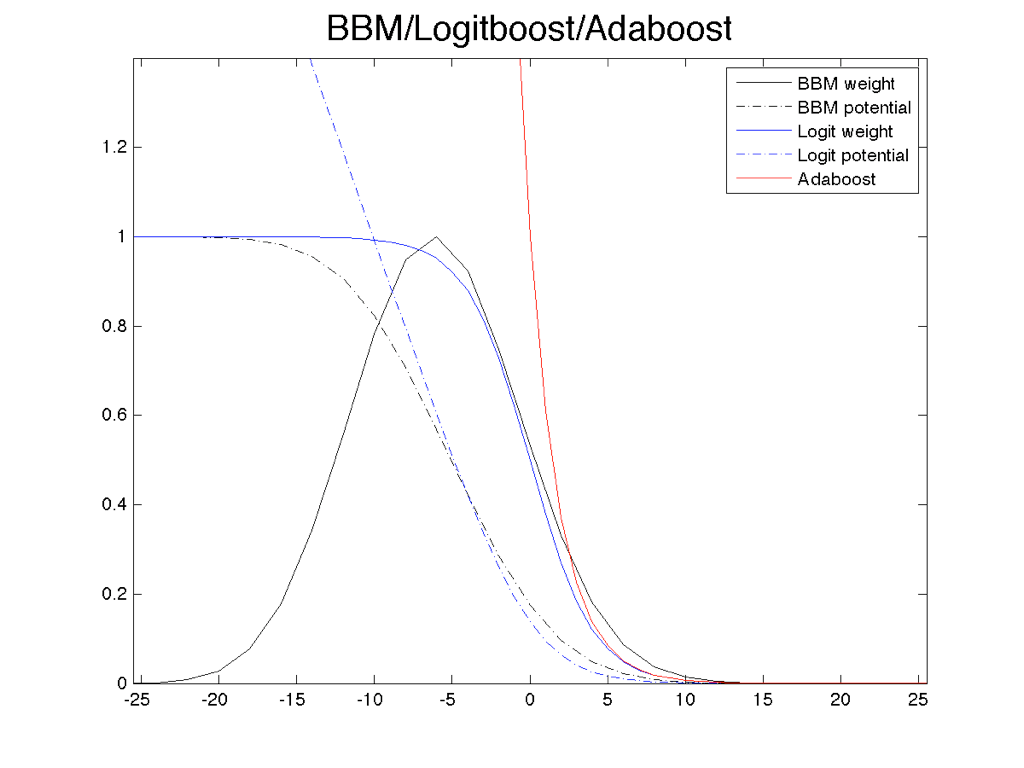 BBM/Logitboost/Adaboost
BBM weight
BBM potential
Logit weight
Logit potential
Adaboost
1.2
1
0.8
0.6
0.4
0.2
0
-25 -20 -15 -10 -5 0 5 10 15 20 25